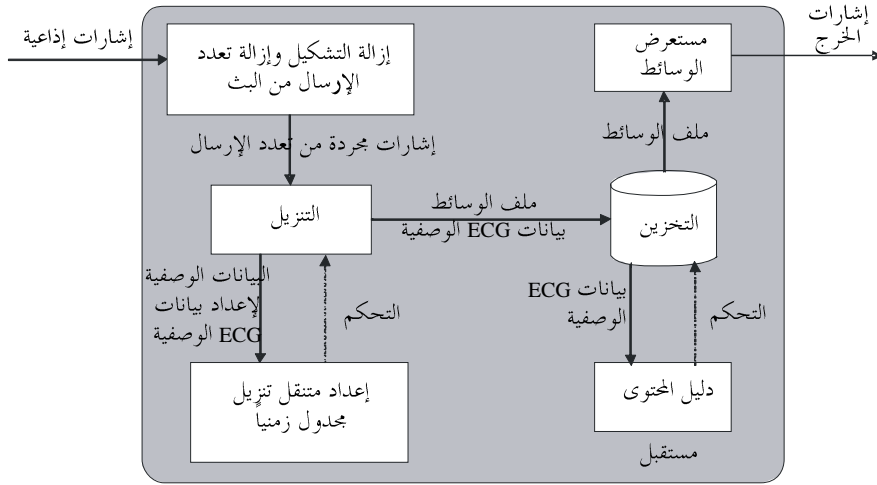 إشارات
الخرج
إشارات إذاعية
مستعرض
الوسائط
إزالة التشكيل وإزالة تعدد
الإرسال من البث
ملف الوسائط
إشارات مجردة من تعدد الإرسال
التنزيل
ملف الوسائط
بيانات ECG الوصفية
التخزين
البيانات الوصفية
لإعداد بيانات
ECG الوصفية
التحكم
بيانات ECG
الوصفية
التحكم
إعداد متنقل تنزيل
مجدول زمنياً
دليل المحتوى
مستقبل